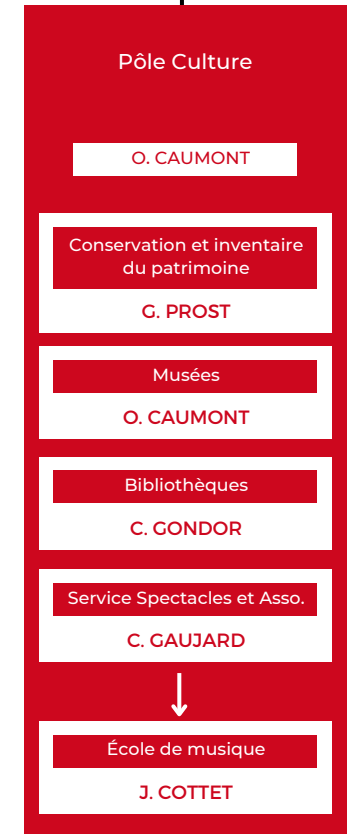 Pôle Culture
O. CAUMONT
Conservation et inventaire
du patrimoine
G. PROST
Musées
O. CAUMONT
Bibliothèques
C. GONDOR
Service Spectacles et Asso.
C. GAUJARD
École de musique
J. COTTET